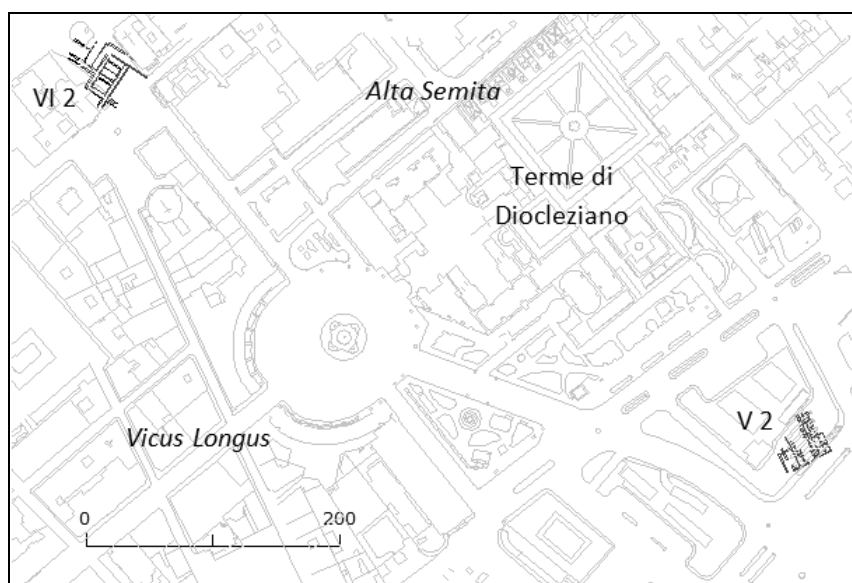 VI 2
Alta Semita
Terme di
Diocleziano
V 2
Vicus Longus
0
200